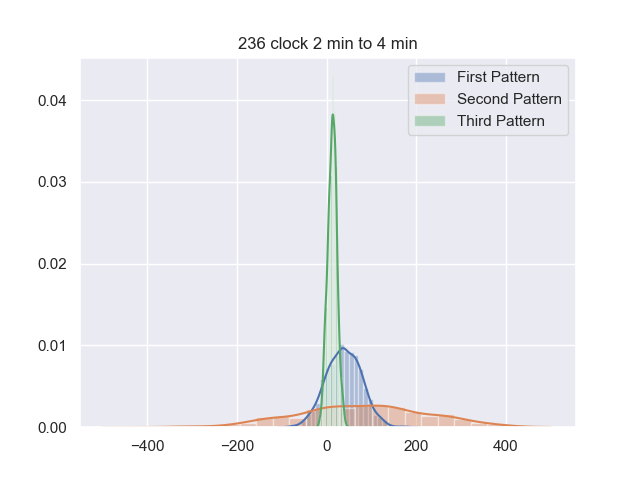 236 clock 2 min to 4 min
First Pattern
Second Pattern
Third Pattern
0.04
0.03
0.02
0.01
0.00
−400 −200 0 200 400